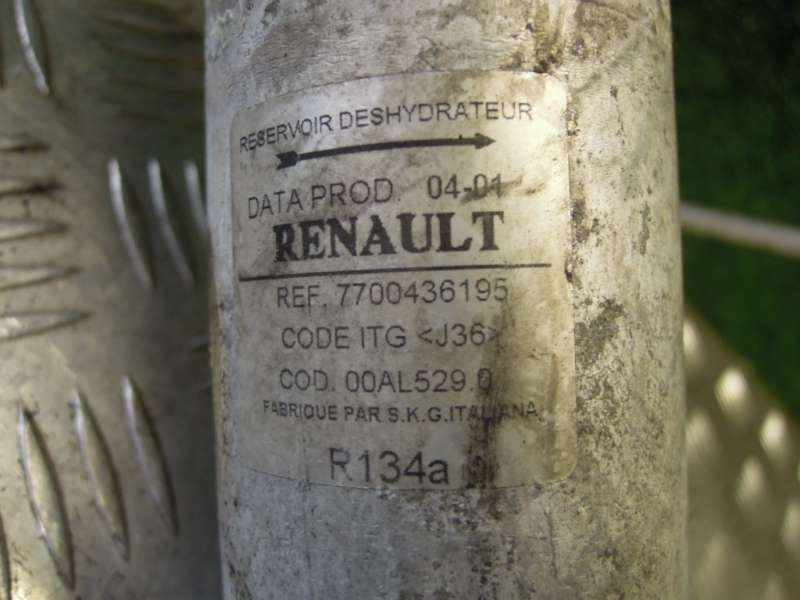 RESERVOIR DESHYDRATEUR
DATA PROD. 04-01
RENAULT
REF. 7700436195
CODE ITG <J36>
COD. 00AL529.0
FABRIQUE PAR S.K.G.ITALIANA
R134a